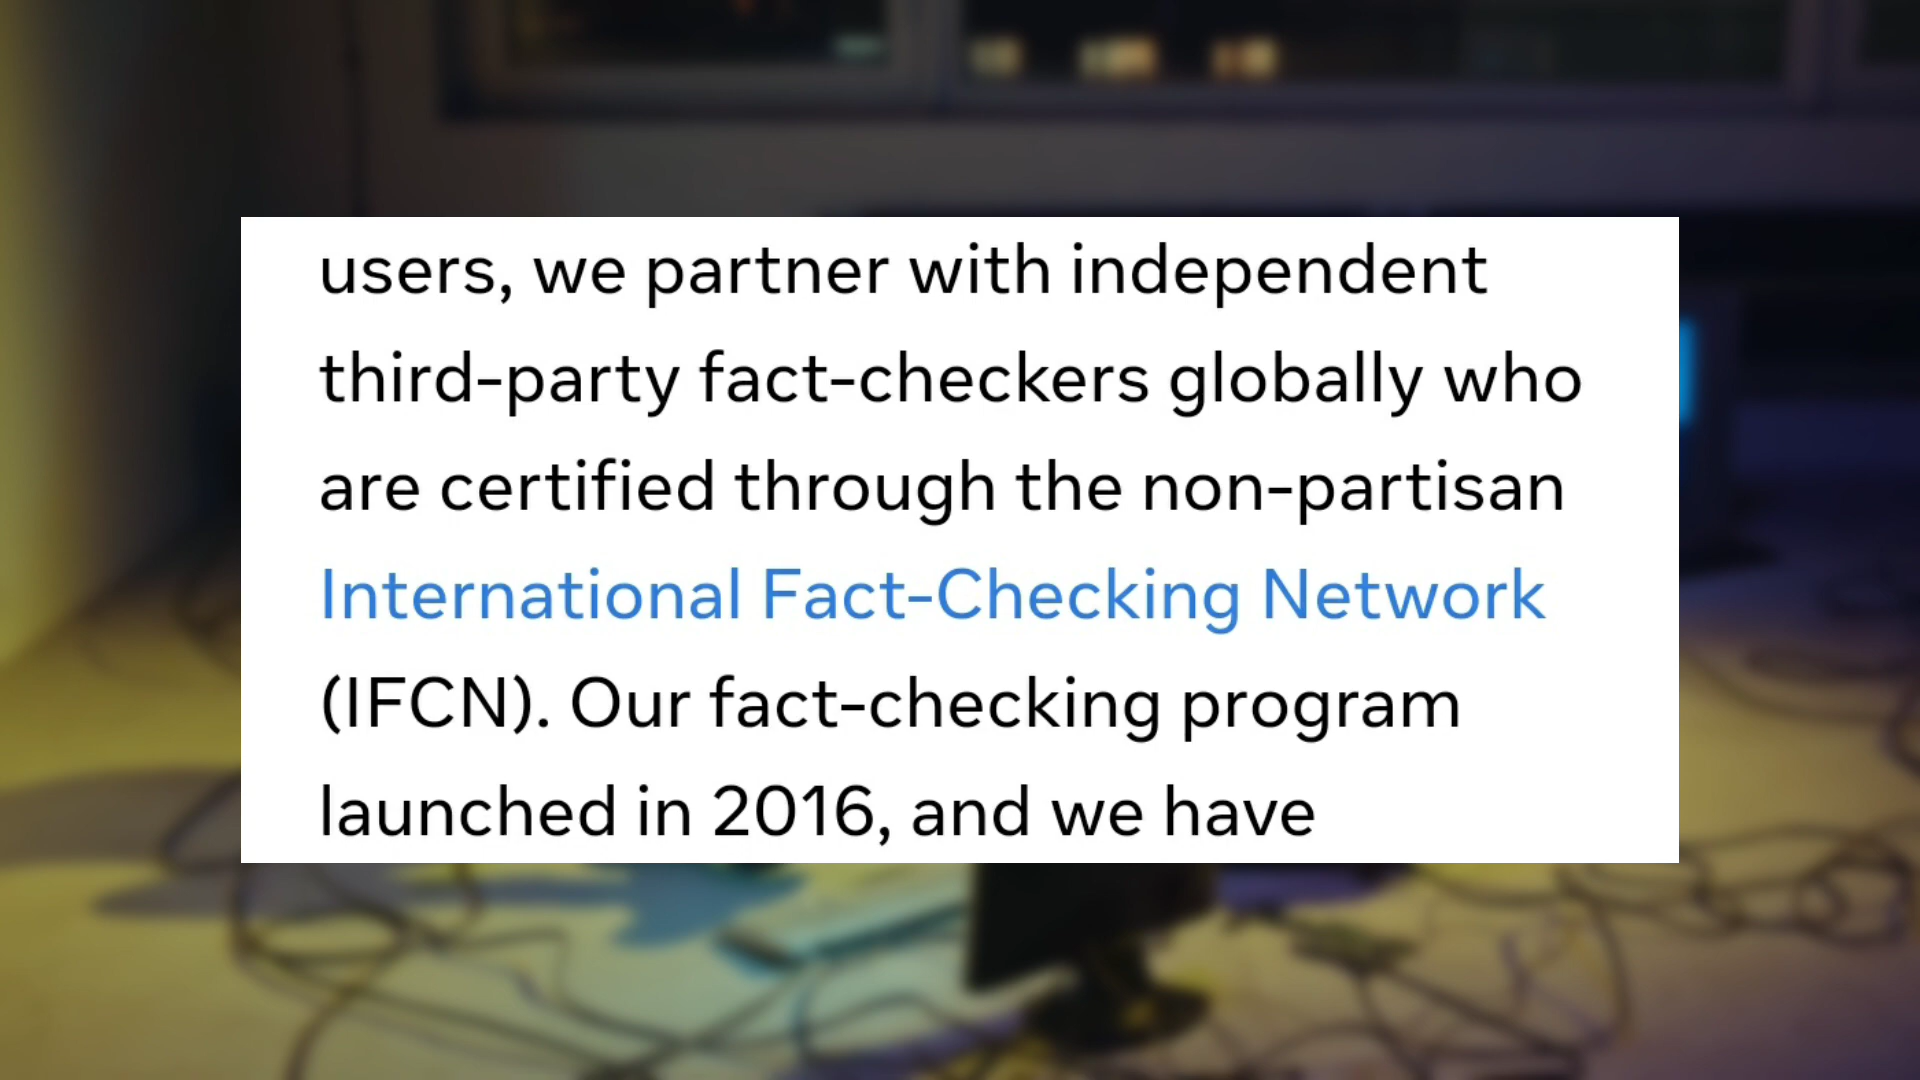 users, we partner with independent
third-party fact-checkers globally who
are certified through the non-partisan
International Fact-Checking Network
(IFCN). Our fact-checking program
launched in 2016, and we have